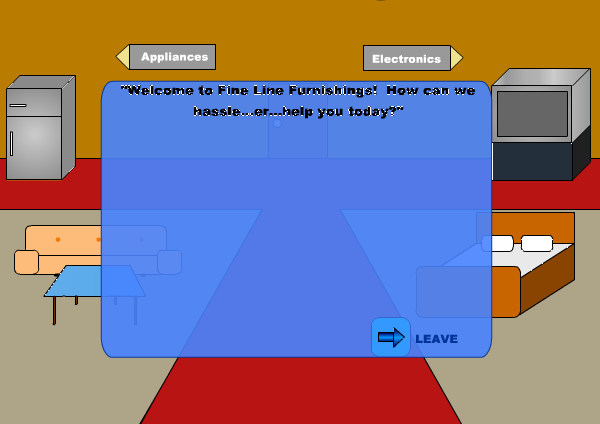 Appliances
Electronics
"Welcome to Fine Line Furnishings!  How can we
hassle...er...help you today?"
LEAVE